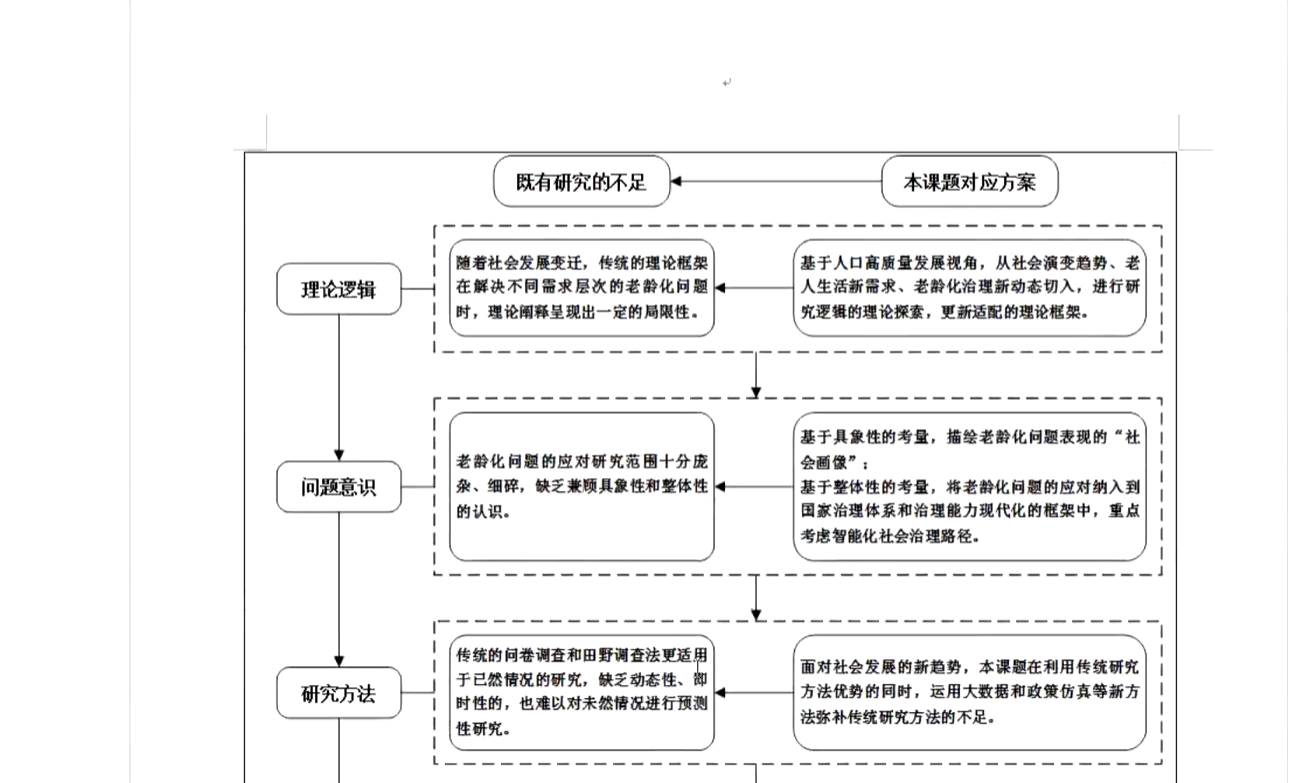 既有研究的不足
本课题对应方案
理论逻辑
随着社会发展变迁，传统的理论框架
在解决不同需求层次的老龄化问题
时，理论阐释呈现出一定的局限性。
基于人口高质量发展视角，从社会演变趋势、老
人生活新需求、老龄化治理新动态切入，进行研
究逻辑的理论探索，更新适配的理论框架。
问题意识
老龄化问题的应对研究范围十分庞
杂、细碎，缺乏兼顾具象性和整体性
的认识。
基于具象性的考量，描绘老龄化问题表现的“社
会画像”；
基于整体性的考量，将老龄化问题的应对纳入到
国家治理体系和治理能力现代化的框架中，重点
考虑智能化社会治理路径。
研究方法
传统的问卷调查和田野调查法更适用
于已然情况的研究，缺乏动态性、即
时性的，也难以对未然情况进行预测
性研究。
面对社会发展的新趋势，本课题在利用传统研究
方法优势的同时，运用大数据和政策仿真等新方
法弥补传统研究方法的不足。